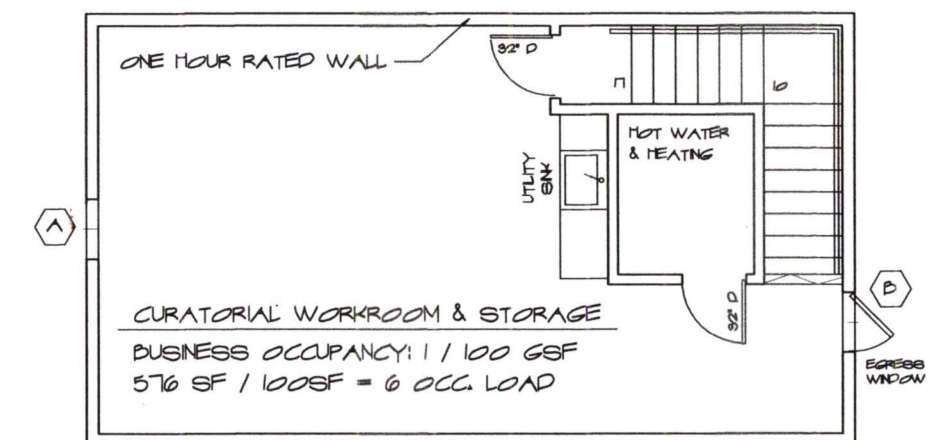 ONE HOUR RATED WALL
32" D
17
16
HOT WATER
& HEATING
UTILITY
SINK
A
B
32" D
EGRESS
WINDOW
CURATORIAL WORKROOM & STORAGE
BUSINESS OCCUPANCY: 1 / 100 GSF
576 SF / 100SF = 6 OCC. LOAD